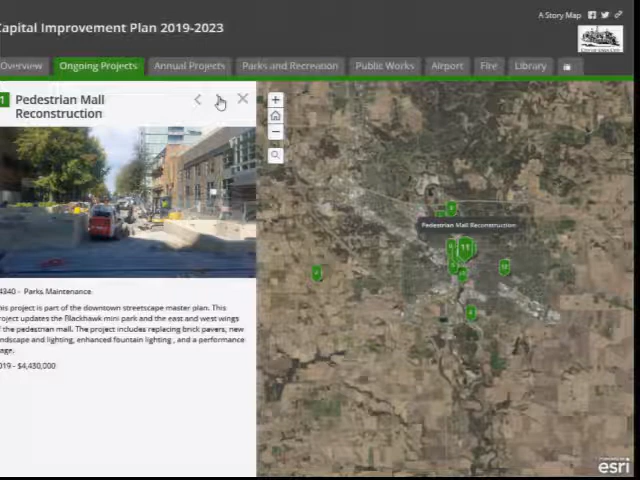 A Story Map
Capital Improvement Plan 2019-2023
Overview Ongoing Projects Annual Projects Parks and Recreation Public Works Airport Fire Library
1 Pedestrian Mall
Reconstruction
4340 - Parks Maintenance
his project is part of the downtown streetscape master plan. This
roject updates the Blackhawk mini park and the east and west wings
f the pedestrian mall. The project includes replacing brick pavers, new
ndscape and lighting, enhanced fountain lighting , and a performance
age.
019 - $4,430,000
Pedestrian Mall Reconstruction
11
esri